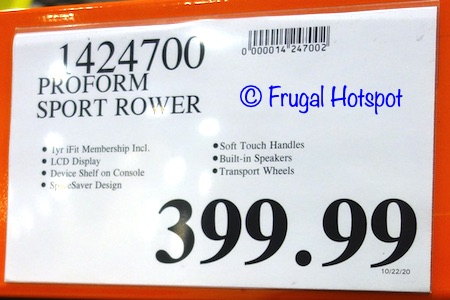 1424700
0 000014 247002
PROFORM
SPORT ROWER
© Frugal Hotspot
• 1yr iFit Membership Incl.
• LCD Display
• Device Shelf on Console
• SpaceSaver Design
• Soft Touch Handles
• Built-in Speakers
• Transport Wheels
399.99
10/22/20